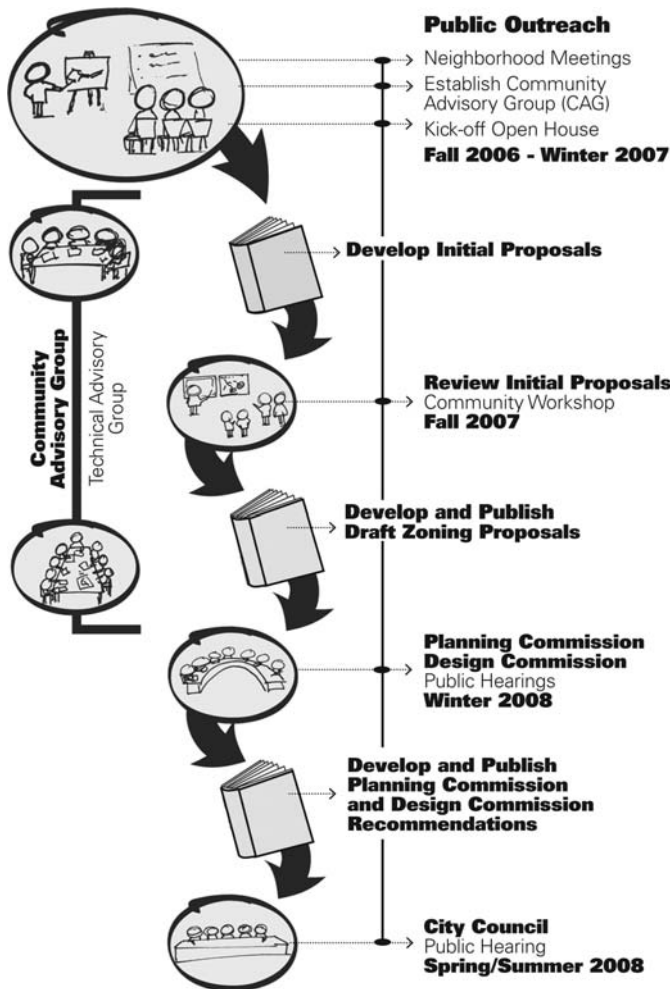 Public Outreach
Neighborhood Meetings
Establish Community
Advisory Group (CAG)
Kick-off Open House
Fall 2006 - Winter 2007
Develop Initial Proposals
Community
Advisory Group
Technical Advisory
Group
Review Initial Proposals
Community Workshop
Fall 2007
Develop and Publish
Draft Zoning Proposals
Planning Commission
Design Commission
Public Hearings
Winter 2008
Develop and Publish
Planning Commission
and Design Commission
Recommendations
City Council
Public Hearing
Spring/Summer 2008